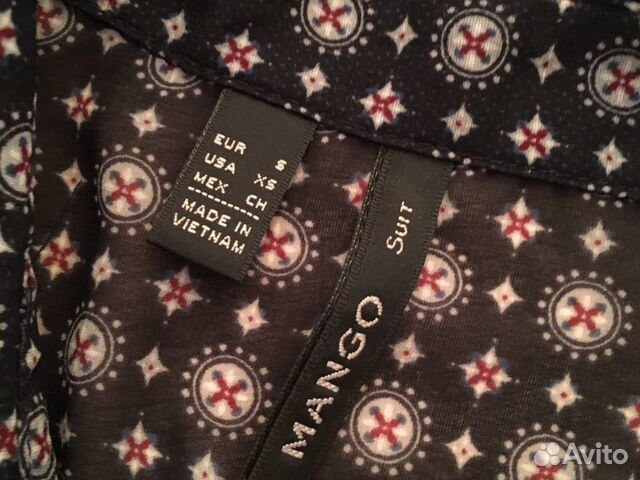 EUR S
USA XS
MEX CH
MADE IN
VIETNAM
MANGO
SUIT
Avito